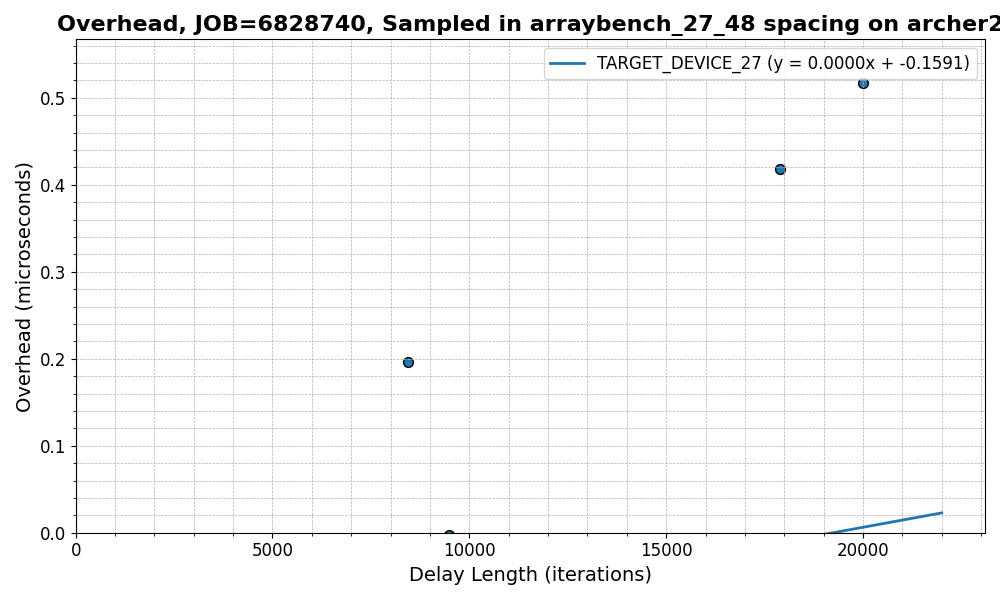 Overhead, JOB=6828740, Sampled in arraybench_27_48 spacing on archer2
TARGET_DEVICE_27 (y = 0.0000x + -0.1591)
Overhead (microseconds)
0.5
0.4
0.3
0.2
0.1
0.0
0 5000 10000 15000 20000
Delay Length (iterations)